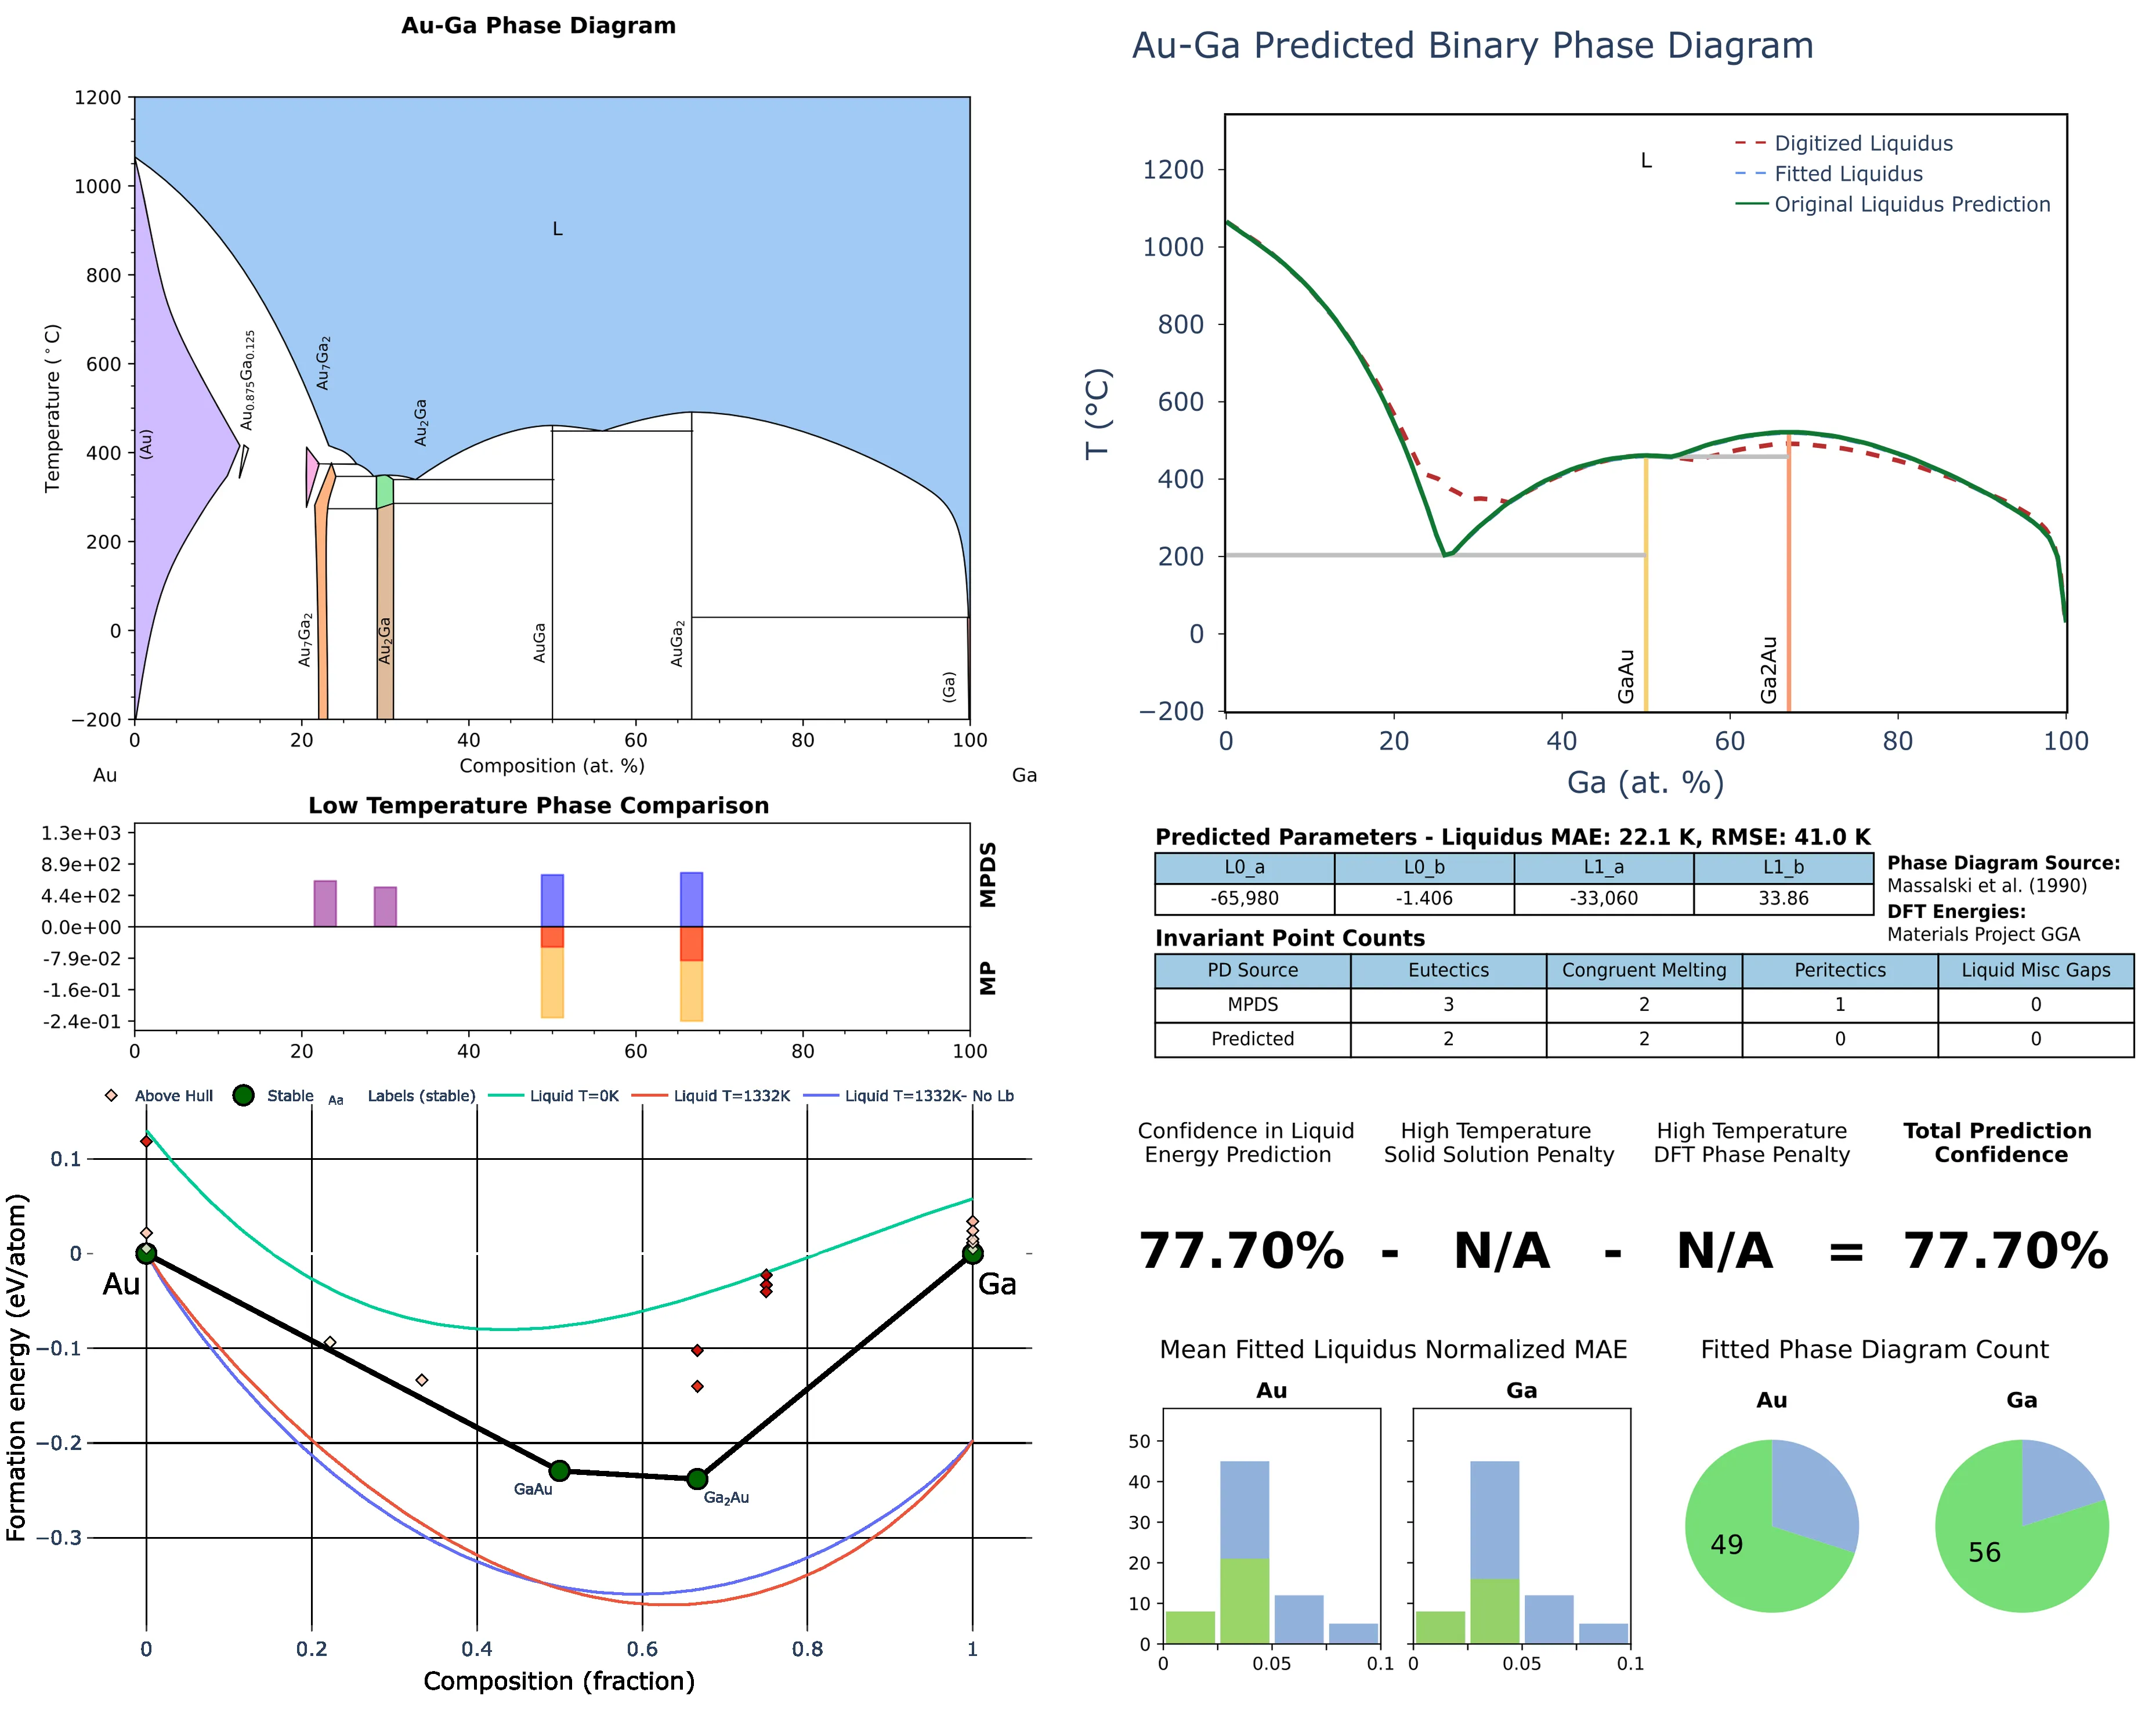 Au-Ga Phase Diagram
1200
1000
800
600
400
200
0
−200
Temperature (°C)
L
(Au)
Au0.875Ga0.125
Au7Ga2
Au2Ga
Au7Ga2
Au2Ga
AuGa
AuGa2
(Ga)
0 20 40 60 80 100
Composition (at. %)
Au Ga
Low Temperature Phase Comparison
1.3e+03
8.9e+02
4.4e+02
0.0e+00
-7.9e-02
-1.6e-01
-2.4e-01
MPDS
MP
0 20 40 60 80 100
Above Hull Stable Aa Labels (stable) Liquid T=0K Liquid T=1332K Liquid T=1332K- No Lb
0.1
0
−0.1
−0.2
−0.3
Formation energy (eV/atom)
Au
Ga
GaAu
Ga2Au
0 0.2 0.4 0.6 0.8 1
Composition (fraction)
Au-Ga Predicted Binary Phase Diagram
L
Digitized Liquidus
Fitted Liquidus
Original Liquidus Prediction
1200
1000
800
600
400
200
0
−200
T (°C)
GaAu
Ga2Au
0 20 40 60 80 100
Ga (at. %)
Predicted Parameters - Liquidus MAE: 22.1 K, RMSE: 41.0 K
L0_a L0_b L1_a L1_b
-65,980 -1.406 -33,060 33.86
Phase Diagram Source:
Massalski et al. (1990)
DFT Energies:
Materials Project GGA
Invariant Point Counts
PD Source Eutectics Congruent Melting Peritectics Liquid Misc Gaps
MPDS 3 2 1 0
Predicted 2 2 0 0
Confidence in Liquid
Energy Prediction
High Temperature
Solid Solution Penalty
High Temperature
DFT Phase Penalty
Total Prediction
Confidence
77.70% - N/A - N/A = 77.70%
Mean Fitted Liquidus Normalized MAE
Au Ga
50
40
30
20
10
0
0 0.05 0.1
0 0.05 0.1
Fitted Phase Diagram Count
Au Ga
49
56